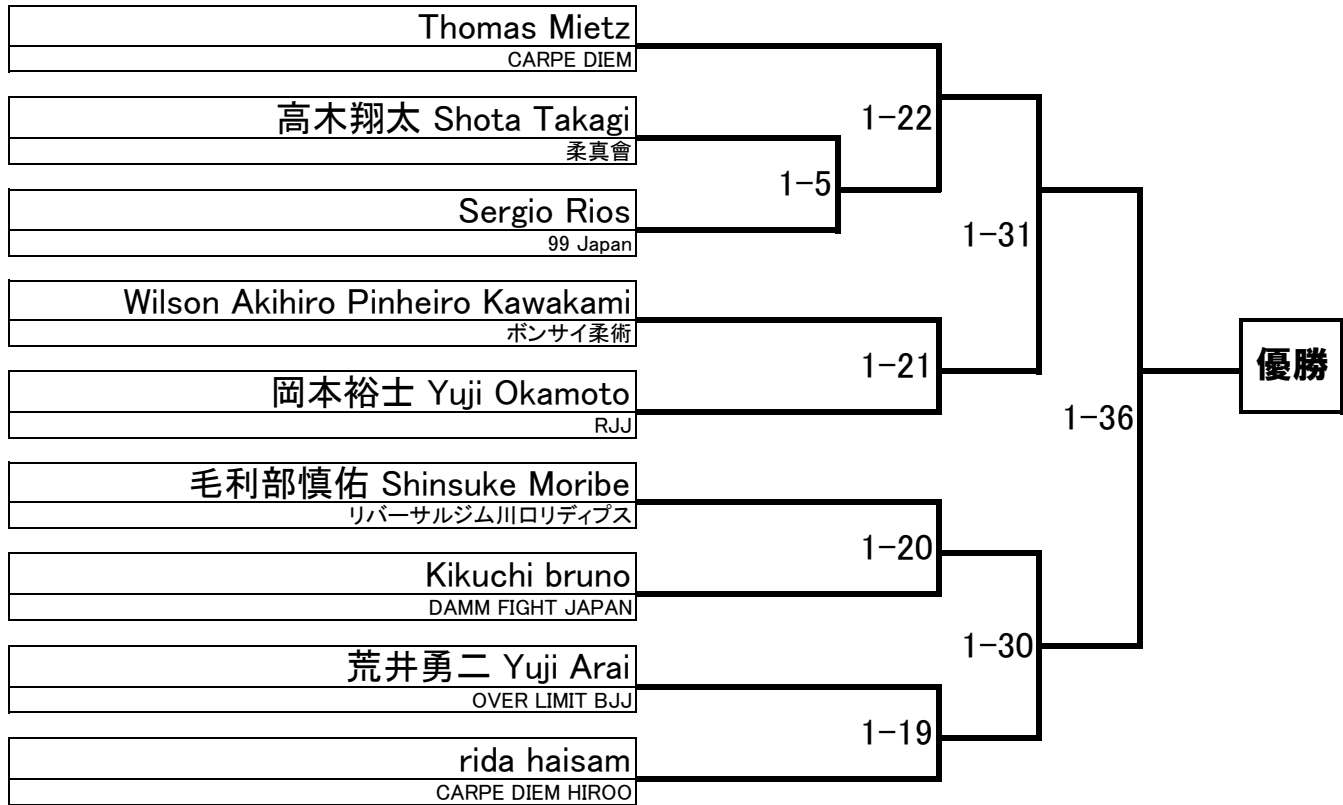 Thomas Mietz
CARPE DIEM
高木翔太 Shota Takagi
柔真會
Sergio Rios
99 Japan
Wilson Akihiro Pinheiro Kawakami
ボンサイ柔術
岡本裕士 Yuji Okamoto
RJJ
毛利部慎佑 Shinsuke Moribe
リバーサルジム川口リディプス
Kikuchi bruno
DAMM FIGHT JAPAN
荒井勇二 Yuji Arai
OVER LIMIT BJJ
rida haisam
CARPE DIEM HIROO
1-5
1-22
1-21
1-20
1-19
1-31
1-30
1-36
優勝